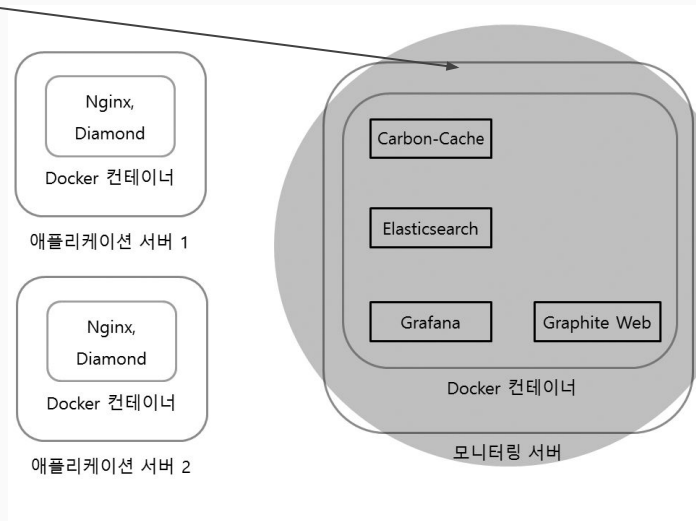 Nginx,
Diamond
Docker 컨테이너
애플리케이션 서버 1
Nginx,
Diamond
Docker 컨테이너
애플리케이션 서버 2
Carbon-Cache
Elasticsearch
Grafana
Graphite Web
Docker 컨테이너
모니터링 서버